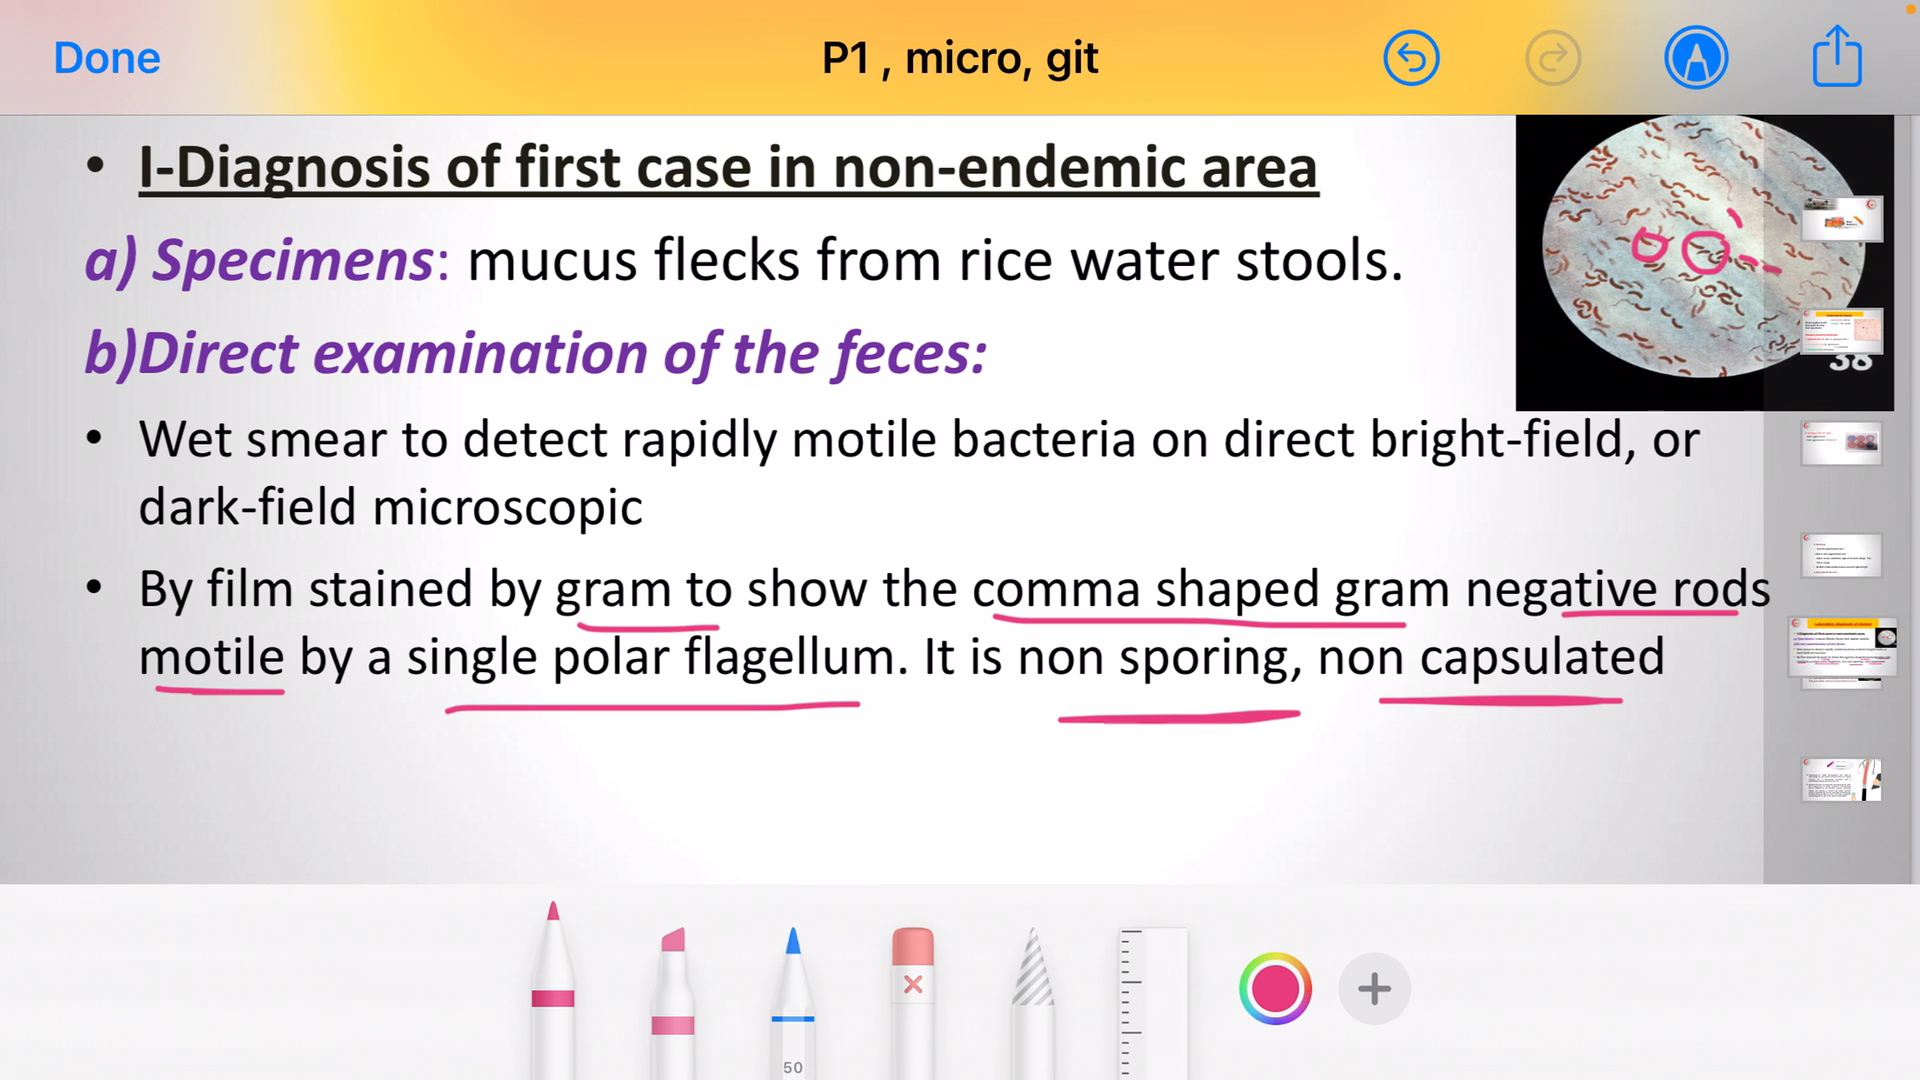 Done
P1 , micro, git
• I-Diagnosis of first case in non-endemic area
a) Specimens: mucus flecks from rice water stools.
b)Direct examination of the feces:
• Wet smear to detect rapidly motile bacteria on direct bright-field, or
dark-field microscopic
• By film stained by gram to show the comma shaped gram negative rods
motile by a single polar flagellum. It is non sporing, non capsulated
38
50